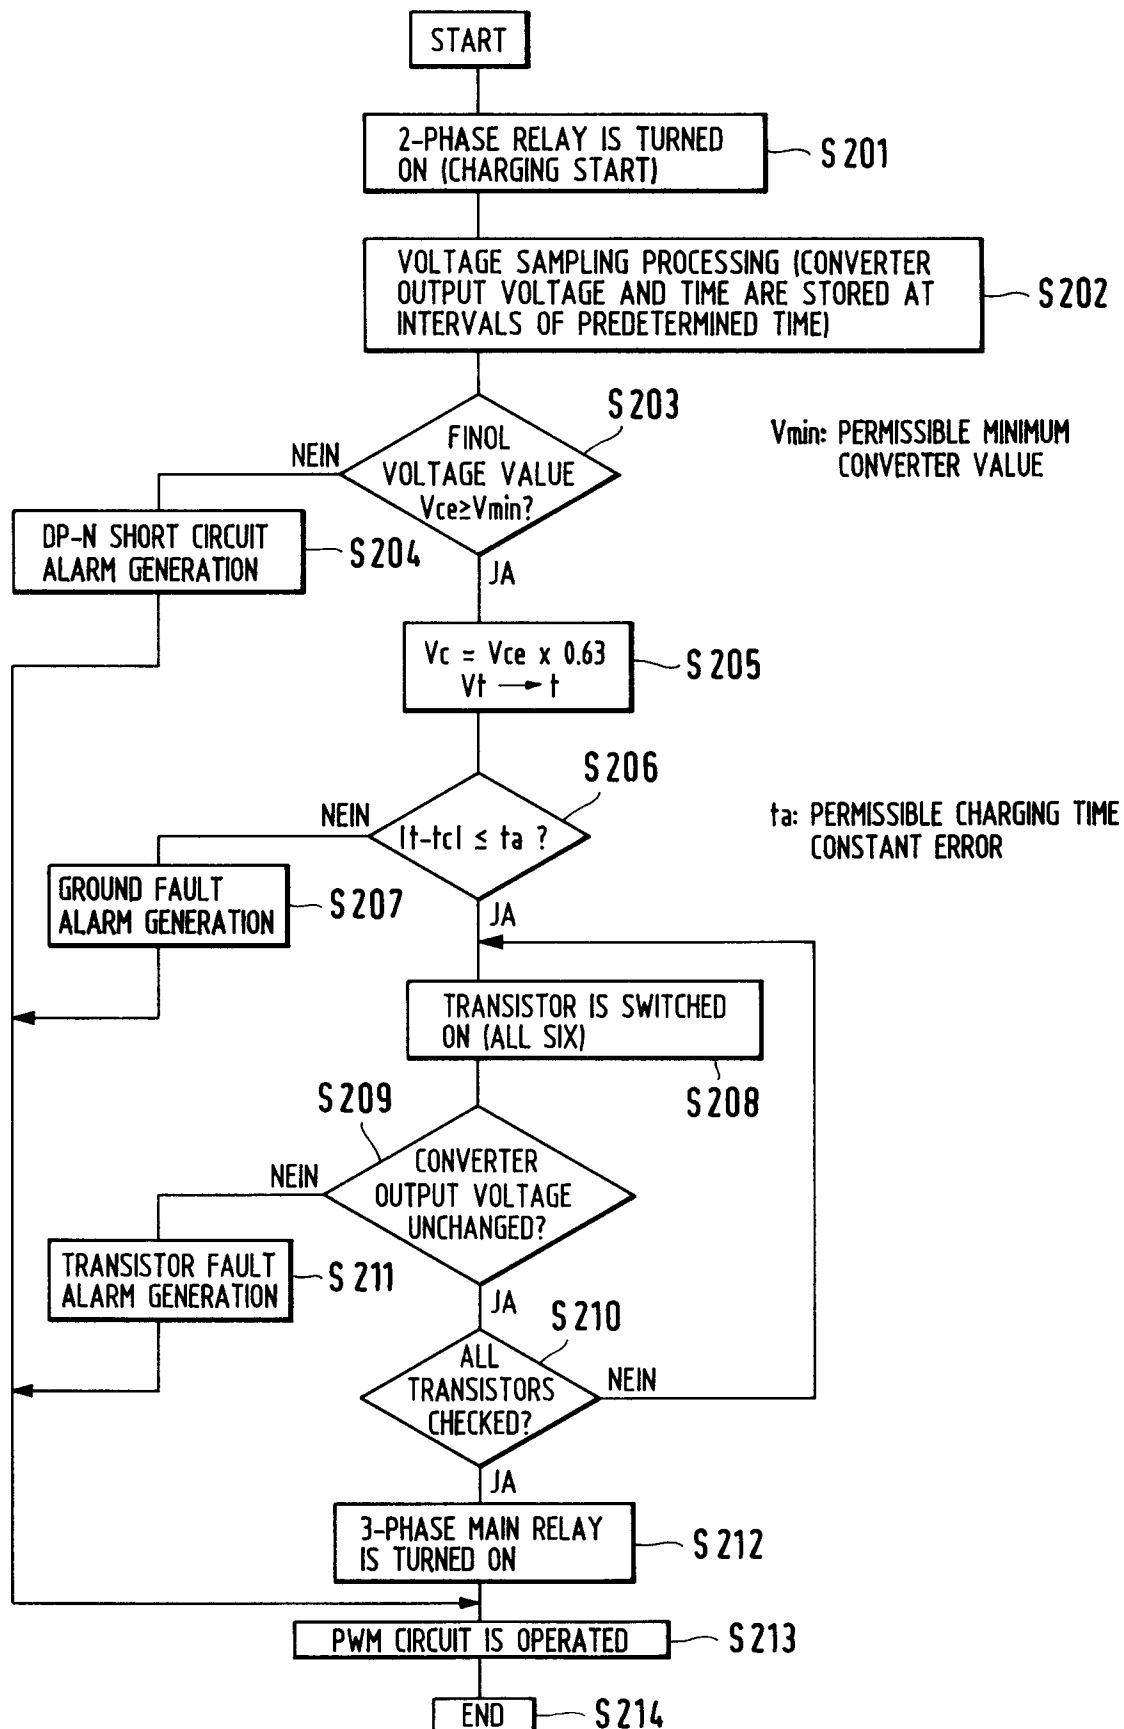 START
2-PHASE RELAY IS TURNED
ON (CHARGING START)
S201
VOLTAGE SAMPLING PROCESSING (CONVERTER
OUTPUT VOLTAGE AND TIME ARE STORED AT
INTERVALS OF PREDETERMINED TIME)
S202
S203
FINOL
VOLTAGE VALUE
Vce≥Vmin?
NEIN
JA
Vmin: PERMISSIBLE MINIMUM
CONVERTER VALUE
DP-N SHORT CIRCUIT
ALARM GENERATION
S204
Vc = Vce x 0.63
Vt → t
S205
S206
NEIN
|t-tc| ≤ ta ?
JA
ta: PERMISSIBLE CHARGING TIME
CONSTANT ERROR
GROUND FAULT
ALARM GENERATION
S207
TRANSISTOR IS SWITCHED
ON (ALL SIX)
S208
S209
NEIN
CONVERTER
OUTPUT VOLTAGE
UNCHANGED?
JA
TRANSISTOR FAULT
ALARM GENERATION
S211
S210
ALL
TRANSISTORS
CHECKED?
NEIN
JA
3-PHASE MAIN RELAY
IS TURNED ON
S212
PWM CIRCUIT IS OPERATED
S213
END
S214